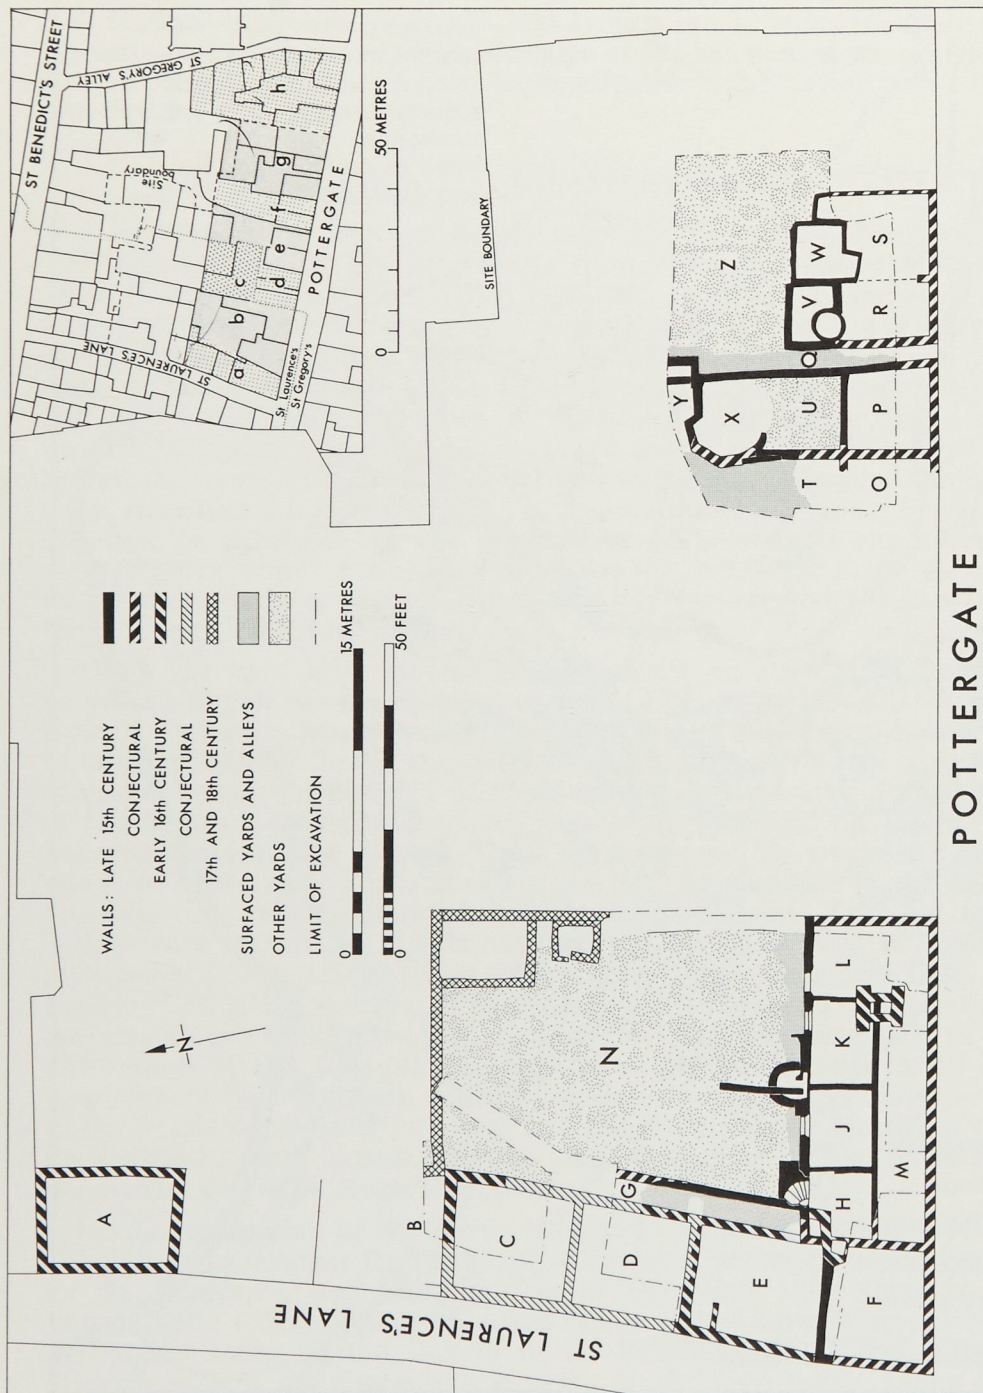 ST BENEDICT'S STREET
ST GREGORY'S ALLEY
Site
boundary
h
g
f
e
d
c
b
a
ST LAURENCE'S LANE
St Laurence's
St Gregory's
POTTERGATE
0
50 METRES
SITE BOUNDARY
WALLS: LATE 15th CENTURY
CONJECTURAL
EARLY 16th CENTURY
CONJECTURAL
17th AND 18th CENTURY
SURFACED YARDS AND ALLEYS
OTHER YARDS
LIMIT OF EXCAVATION
0
15 METRES
0
50 FEET
N
A
B
C
D
E
F
G
H
J
K
L
M
N
O
P
Q
R
S
T
U
V
W
X
Y
Z
ST LAURENCE'S LANE
POTTERGATE